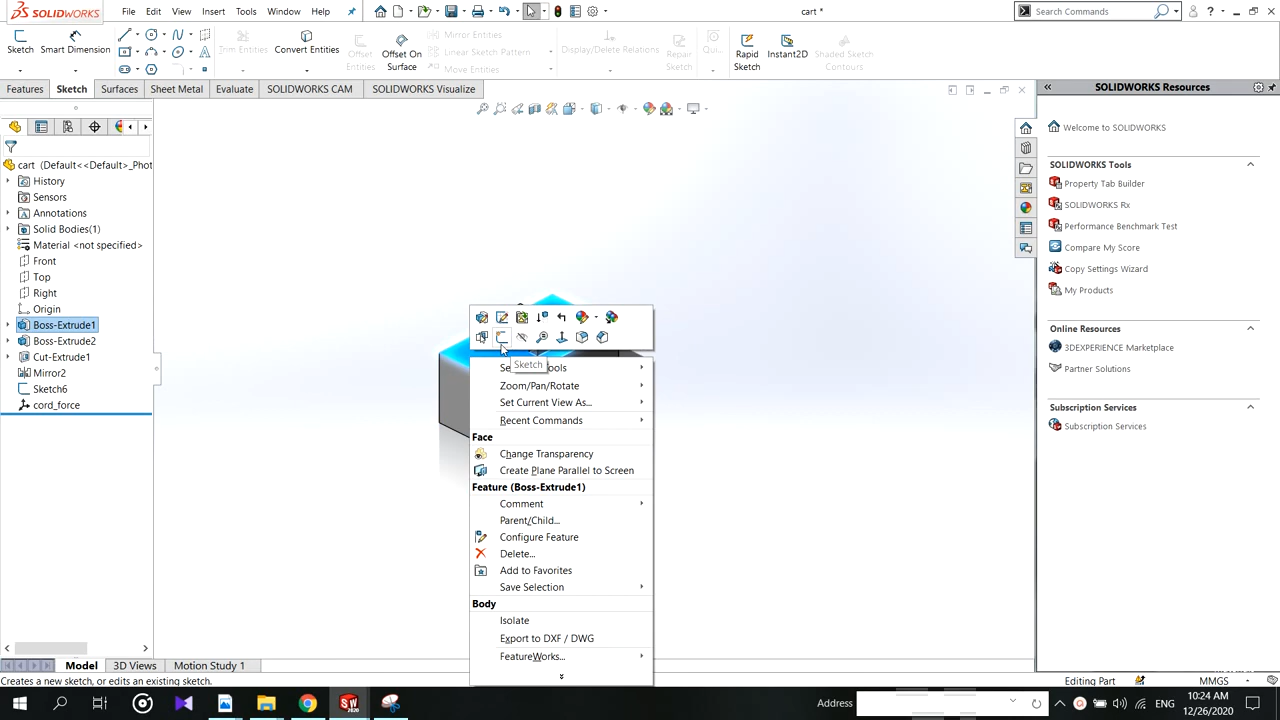 SOLIDWORKS File Edit View Insert Tools Window Help cart * Search Commands
Sketch Smart Dimension Trim Entities Convert Entities Offset Entities Offset On Surface Mirror Entities Linear Sketch Pattern Move Entities Display/Delete Relations Repair Sketch Qui... Rapid Sketch Instant2D Shaded Sketch Contours
Features Sketch Surfaces Sheet Metal Evaluate SOLIDWORKS CAM SOLIDWORKS Visualize
cart (Default<<Default>_Phot
History
Sensors
Annotations
Solid Bodies(1)
Material <not specified>
Front
Top
Right
Origin
Boss-Extrude1
Boss-Extrude2
Cut-Extrude1
Mirror2
Sketch6
cord_force
Sketch
Zoom/Pan/Rotate
Set Current View As...
Recent Commands
Face
Change Transparency
Create Plane Parallel to Screen
Feature (Boss-Extrude1)
Comment
Parent/Child...
Configure Feature
Delete...
Add to Favorites
Save Selection
Body
Isolate
Export to DXF / DWG
FeatureWorks...
SOLIDWORKS Resources
Welcome to SOLIDWORKS
SOLIDWORKS Tools
Property Tab Builder
SOLIDWORKS Rx
Performance Benchmark Test
Compare My Score
Copy Settings Wizard
My Products
Online Resources
3DEXPERIENCE Marketplace
Partner Solutions
Subscription Services
Subscription Services
Model 3D Views Motion Study 1
Creates a new sketch, or edits an existing sketch. Editing Part MMGS
Address ENG 10:24 AM
12/26/2020